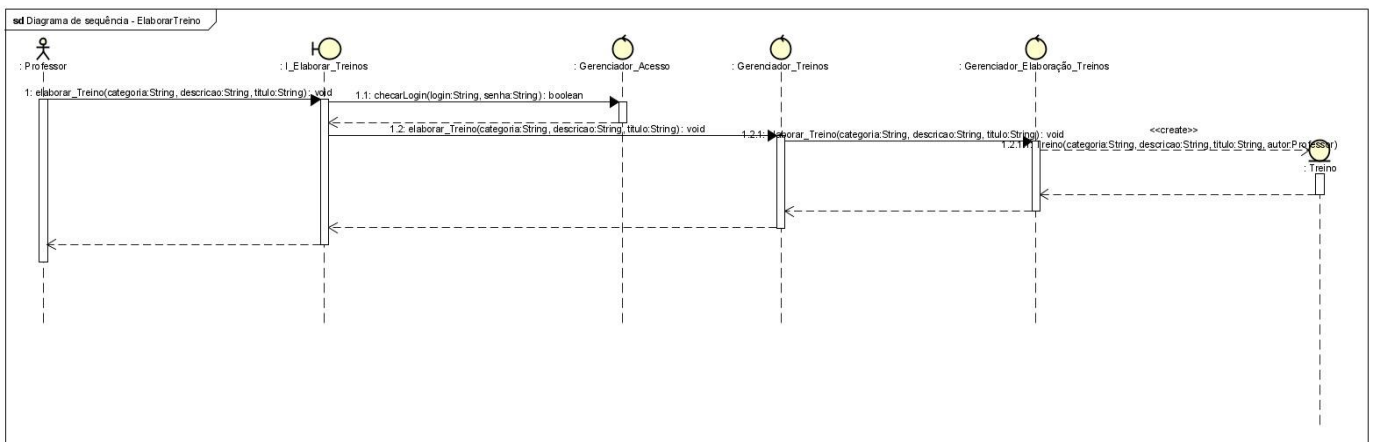 sd Diagrama de sequência - ElaborarTreino
: Professor
: I_Elaborar_Treinos
: Gerenciador_Acesso
: Gerenciador_Treinos
: Gerenciador_Elaboração_Treinos
1: elaborar_Treino(categoria:String, descricao:String, titulo:String) : void
1.1: checarLogin(login:String, senha:String) : boolean
1.2: elaborar_Treino(categoria:String, descricao:String, titulo:String) : void
1.2.1: elaborar_Treino(categoria:String, descricao:String, titulo:String) : void
<<create>>
1.2.1.1: Treino(categoria:String, descricao:String, titulo:String, autor:Professor)
: Treino